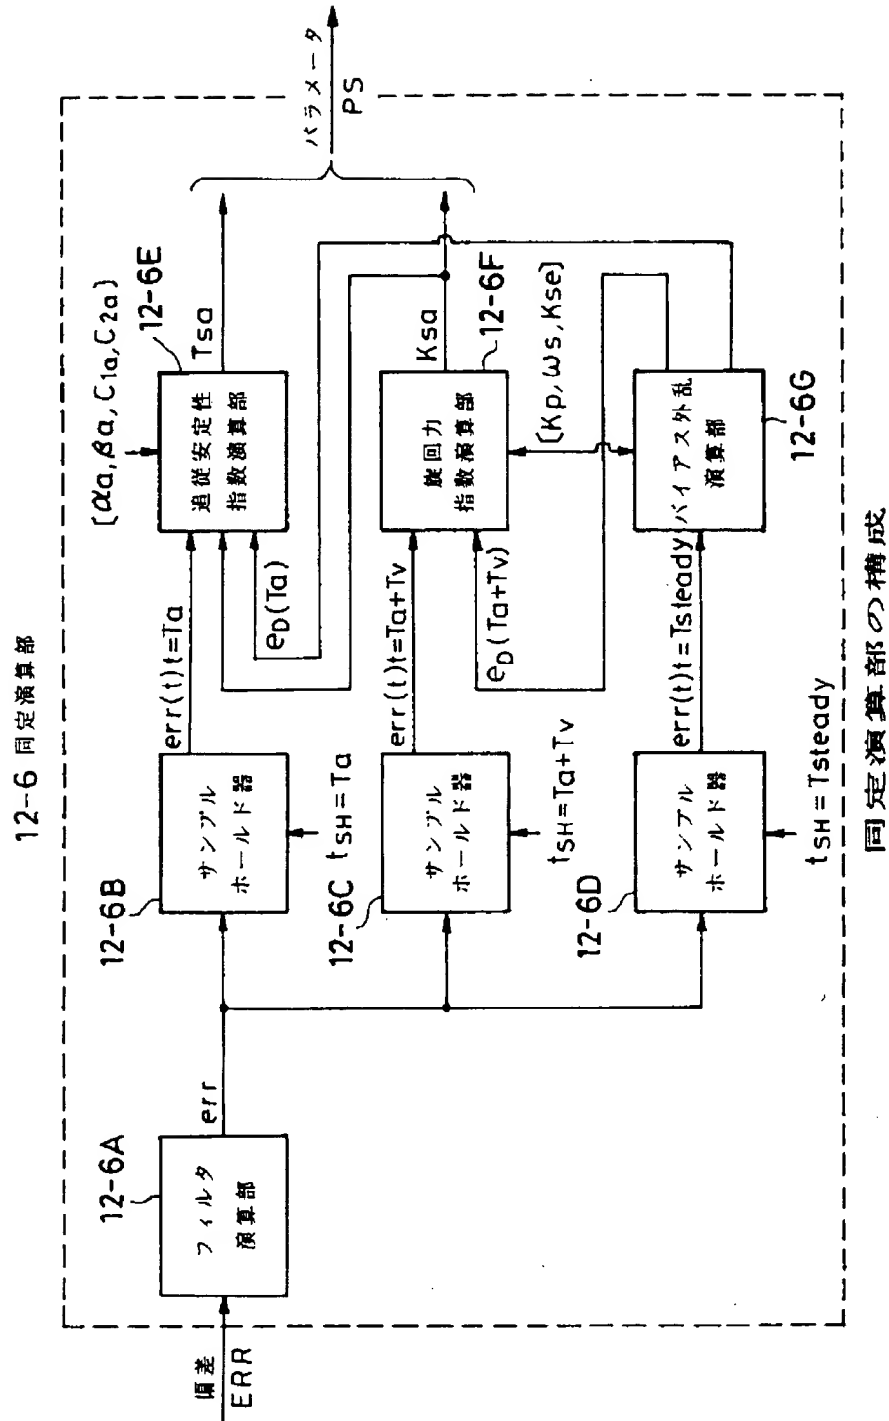 12-6 同定演算部
偏差
ERR
12-6A
フィルタ
演算部
err
12-6B
サンプル
ホールド器
tSH=Ta
12-6C
サンプル
ホールド器
tSH=Ta+Tv
12-6D
サンプル
ホールド器
tSH=Tsteady
err(t)t=Ta
eD(Ta)
err(t)t=Ta+Tv
eD(Ta+Tv)
err(t)t=Tsteady
[αa,βa,C1a,C2a)
12-6E
追従安定性
指数演算部
Tsa
12-6F
旋回力
指数演算部
Ksa
[Kp,ωs,Kse]
12-6G
バイアス外乱
演算部
パラメータ
PS
同定演算部の構成